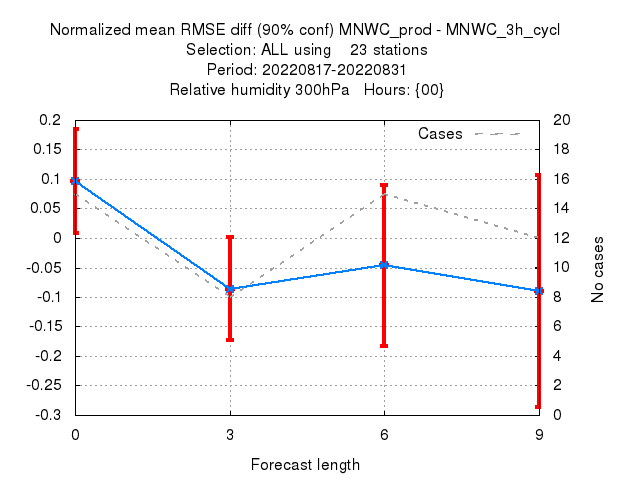 Normalized mean RMSE diff (90% conf) MNWC_prod - MNWC_3h_cycl
Selection: ALL using    23 stations
Period: 20220817-20220831
Relative humidity 300hPa   Hours: {00}
Cases
0.2
0.15
0.1
0.05
0
-0.05
-0.1
-0.15
-0.2
-0.25
-0.3
20
18
16
14
12
10
8
6
4
2
0
No cases
0 3 6 9
Forecast length